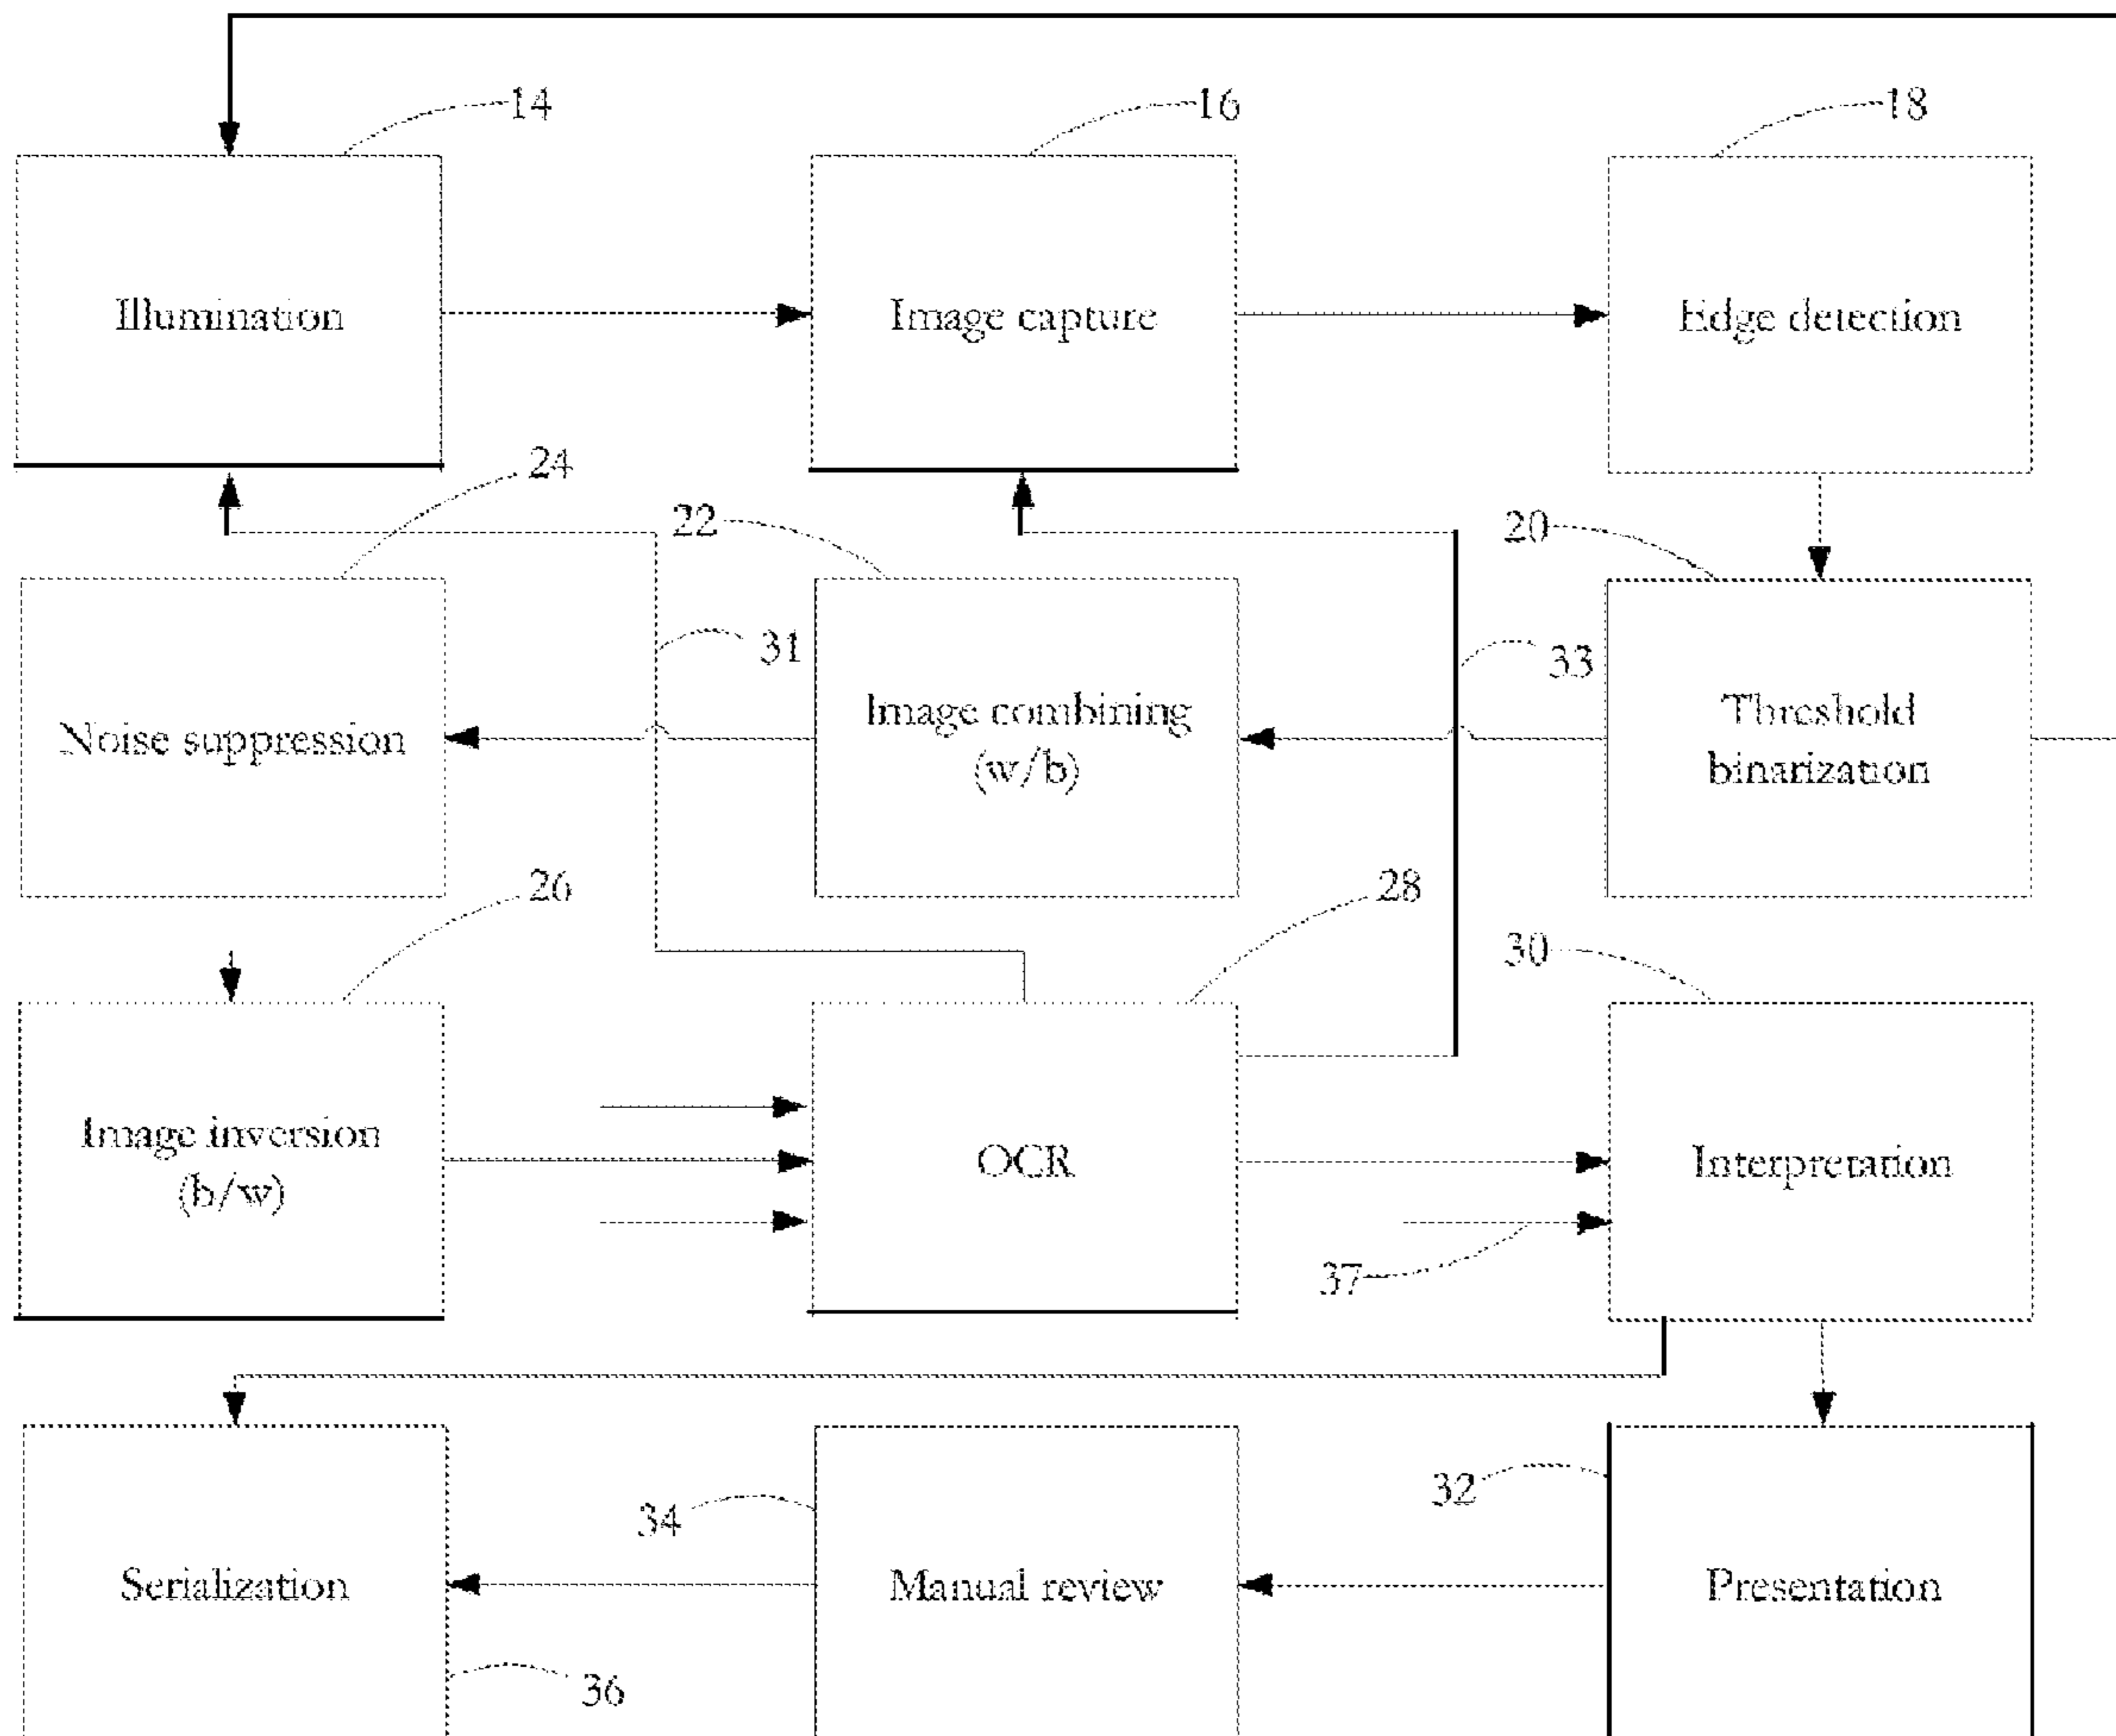 14
16
18
Illumination
Image capture
Edge detection
24
22
20
31
33
Noise suppression
Image combining
(w/b)
Threshold
binarization
26
28
30
Image inversion
(b/w)
OCR
Interpretation
37
34
32
Serialization
Manual review
Presentation
36